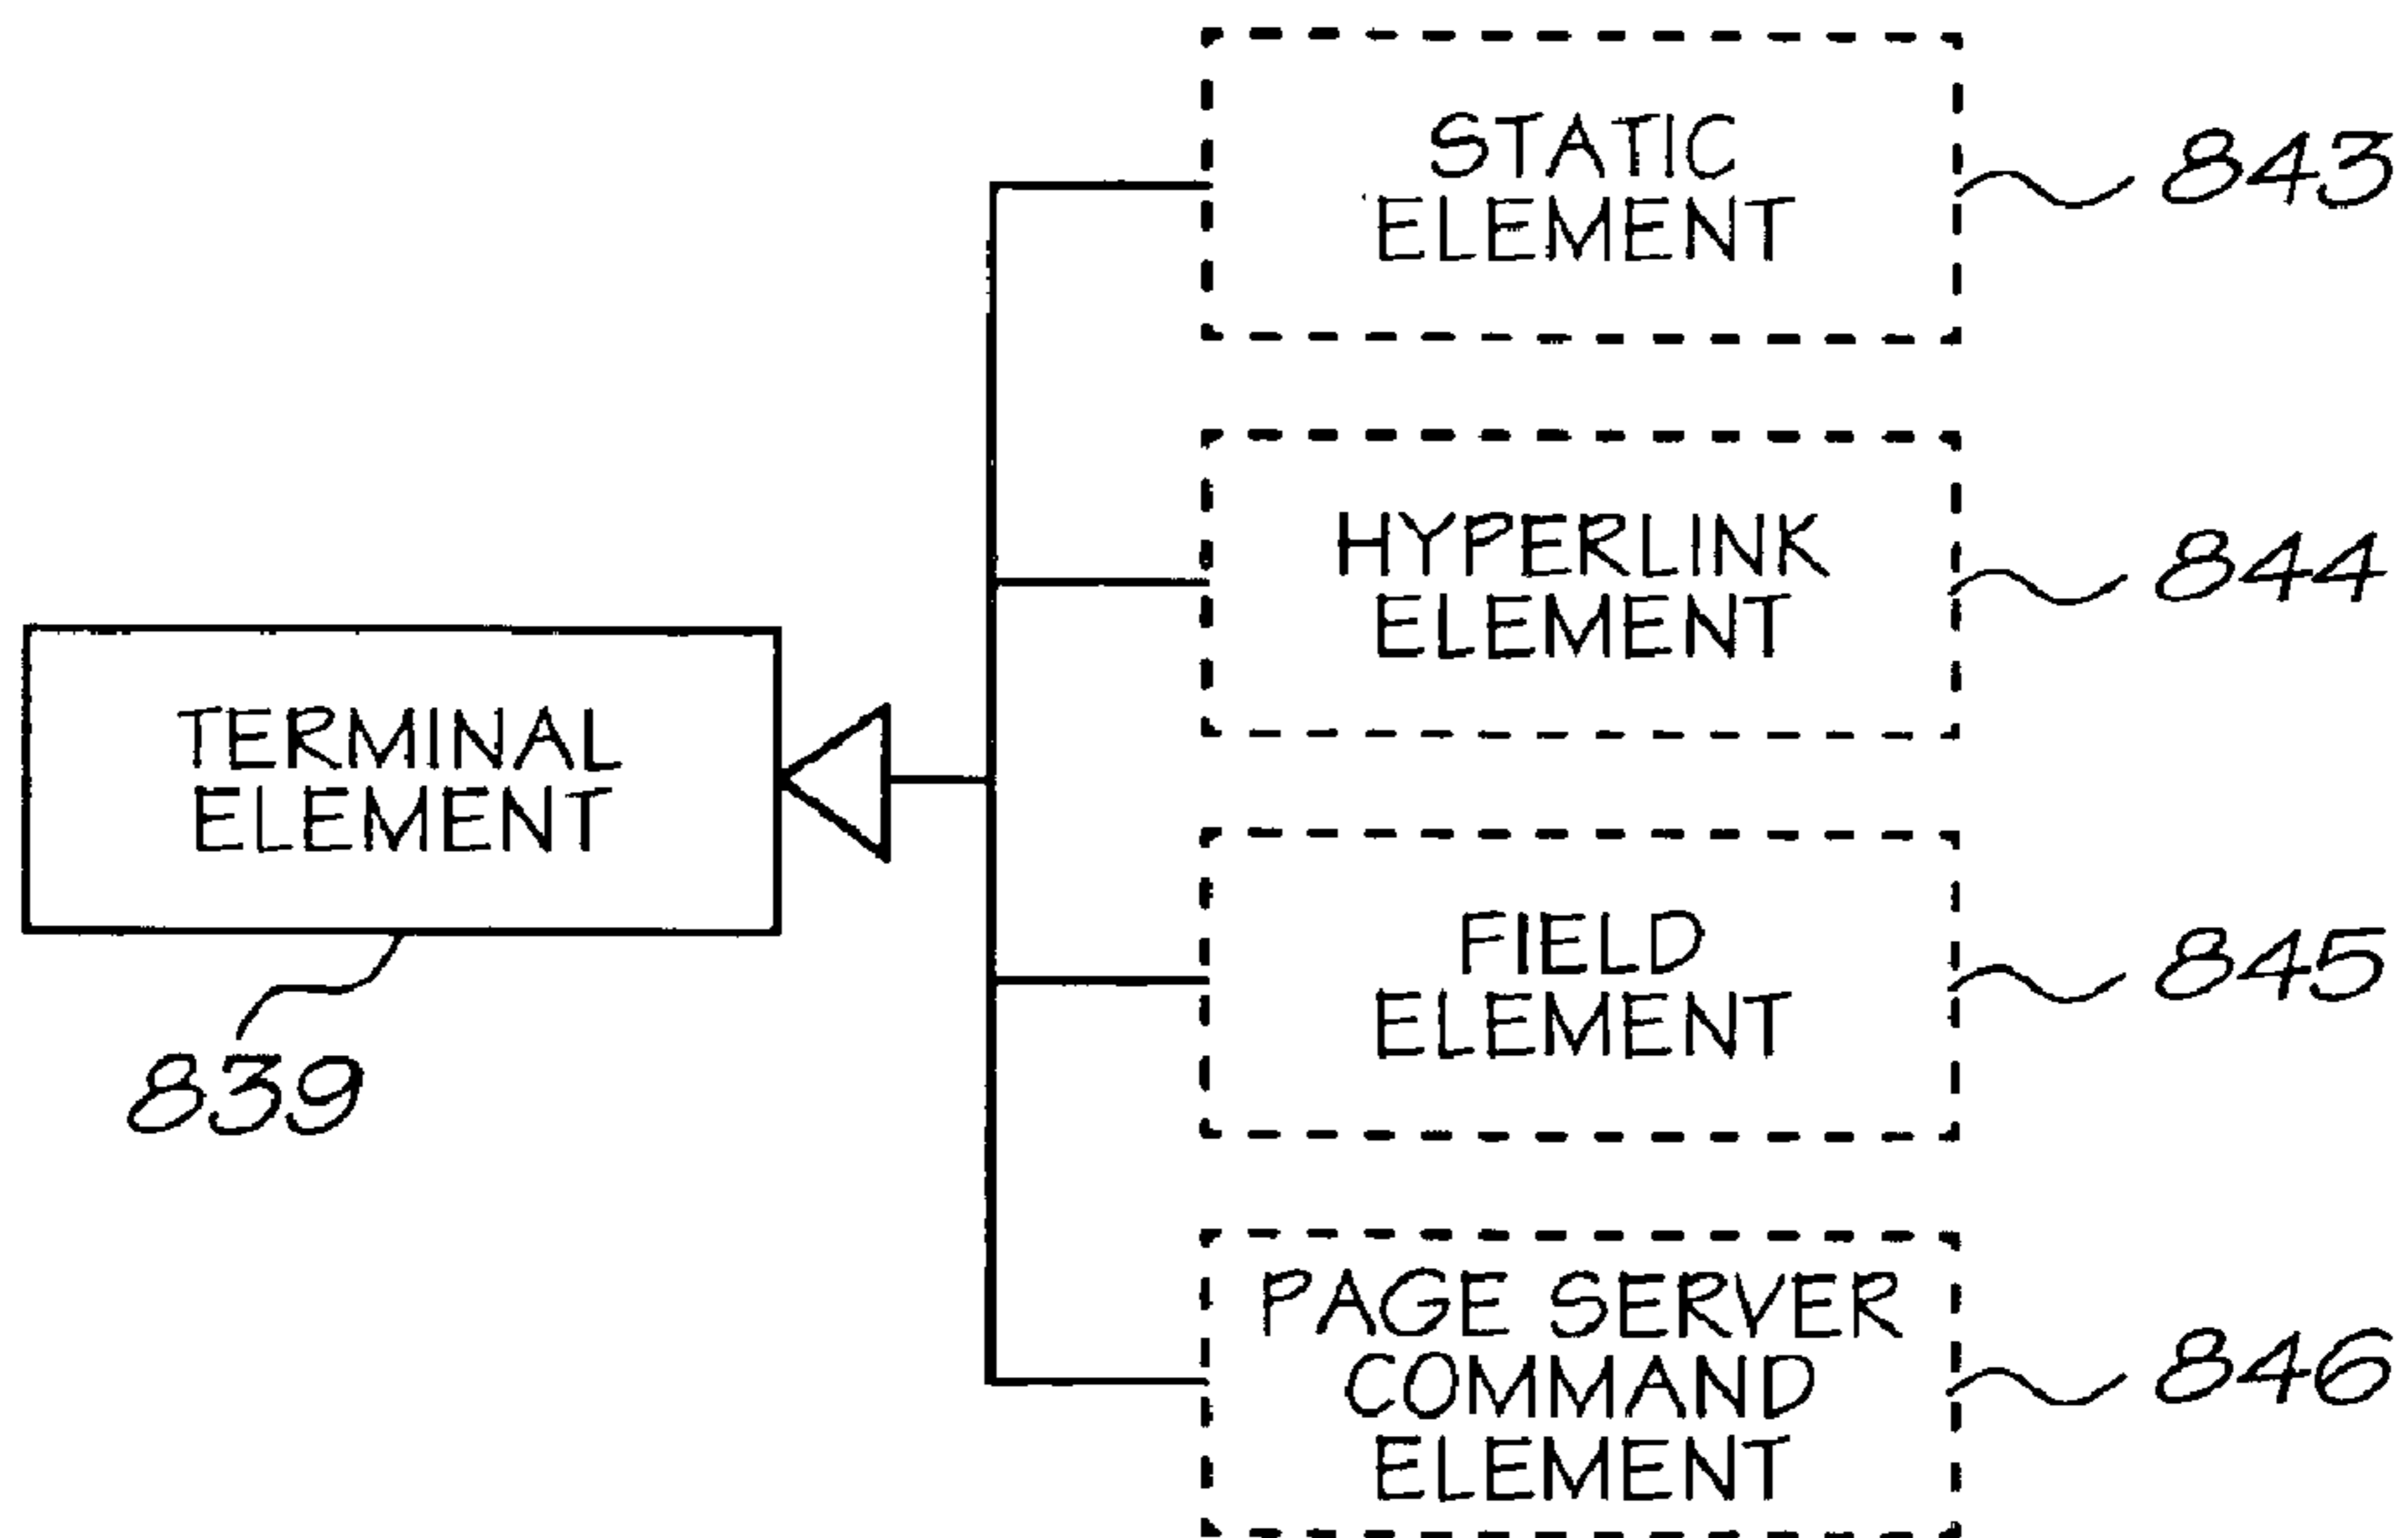 STATIC
ELEMENT
843
HYPERLINK
ELEMENT
844
TERMINAL
ELEMENT
839
FIELD
ELEMENT
845
PAGE SERVER
COMMAND
ELEMENT
846